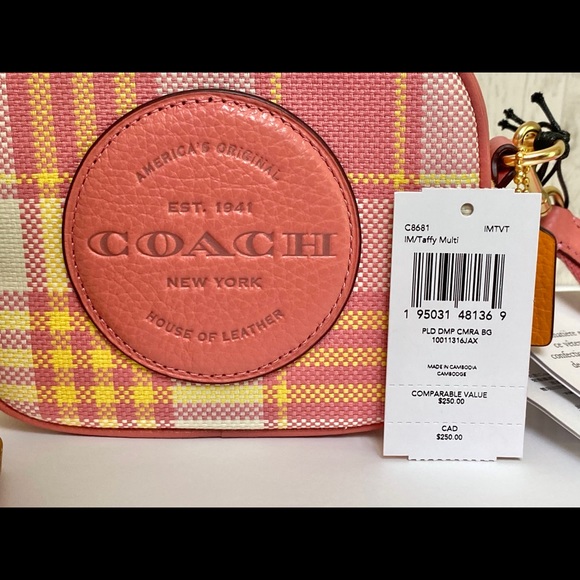 AMERICA'S ORIGINAL
EST. 1941
COACH
NEW YORK
HOUSE OF LEATHER
C8681 IMTVT
IM/Taffy Multi
1 95031 48136 9
PLD DMP CMRA BG
10011316JAX
MADE IN CAMBODIA
CAMBODGE
COMPARABLE VALUE
$250.00
CAD
$250.00